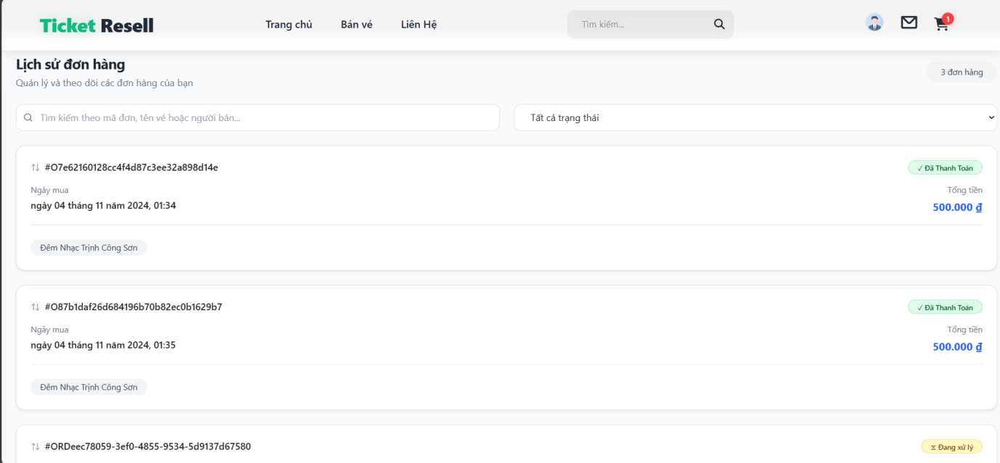 Ticket Resell
Trang chủ
Bán vé
Liên Hệ
Tìm kiếm...
1
Lịch sử đơn hàng
3 đơn hàng
Quản lý và theo dõi các đơn hàng của bạn
Tìm kiếm theo mã đơn, tên vé hoặc người bán...
Tất cả trạng thái
#O7e62160128cc4f4d87c3ee32a898d14e
✓ Đã Thanh Toán
Ngày mua
Tổng tiền
ngày 04 tháng 11 năm 2024, 01:34
500.000 ₫
Đêm Nhạc Trịnh Công Sơn
#O87b1daf26d684196b70b82ec0b1629b7
✓ Đã Thanh Toán
Ngày mua
Tổng tiền
ngày 04 tháng 11 năm 2024, 01:35
500.000 ₫
Đêm Nhạc Trịnh Công Sơn
#ORDeec78059-3ef0-4855-9534-5d9137d67580
⧖ Đang xử lý